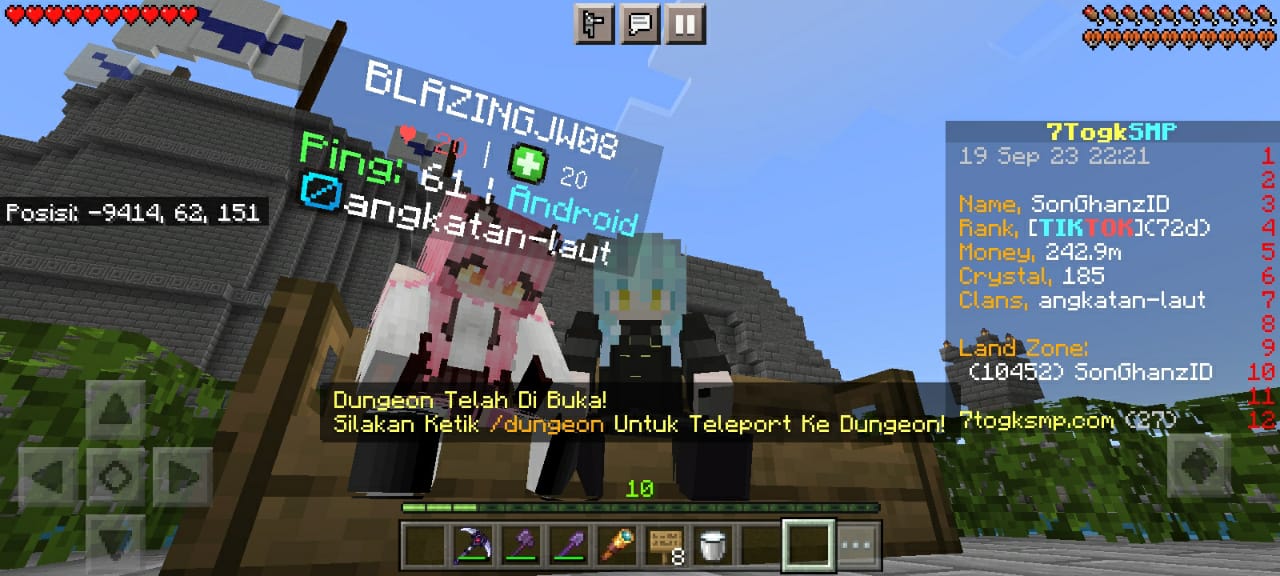 BLAZINGJW08
20 | 20
Ping: 61 ¦ Android
angkatan-laut
Posisi: -9414, 62, 151
7TogkSMP
19 Sep 23 22:21 1
2
Name, SonGhanzID 3
Rank, [TIKTOK](72d) 4
Money, 242.9m 5
Crystal, 185 6
Clans, angkatan-laut 7
8
Land Zone: 9
(10452) SonGhanzID 10
11
7togksmp.com (27) 12
Dungeon Telah Di Buka!
Silakan Ketik /dungeon Untuk Teleport Ke Dungeon!
10
8